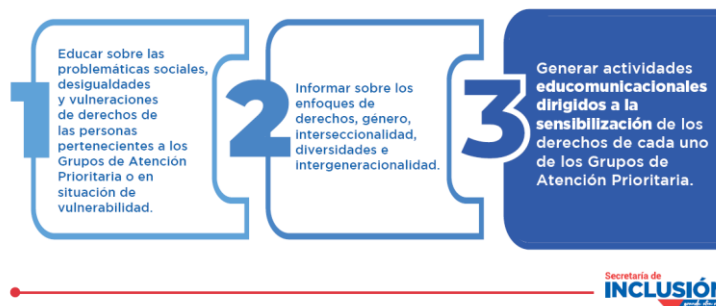 1
Educar sobre las
problemáticas sociales,
desigualdades
y vulneraciones
de derechos de
las personas
pertenecientes a los
Grupos de Atención
Prioritaria o en
situación de
vulnerabilidad.
2
Informar sobre los
enfoques de
derechos, género,
interseccionalidad,
diversidades e
intergeneracionalidad.
3
Generar actividades
educomunicacionales
dirigidos a la
sensibilización de los
derechos de cada uno
de los Grupos de
Atención Prioritaria.
Secretaría de
INCLUSIÓN